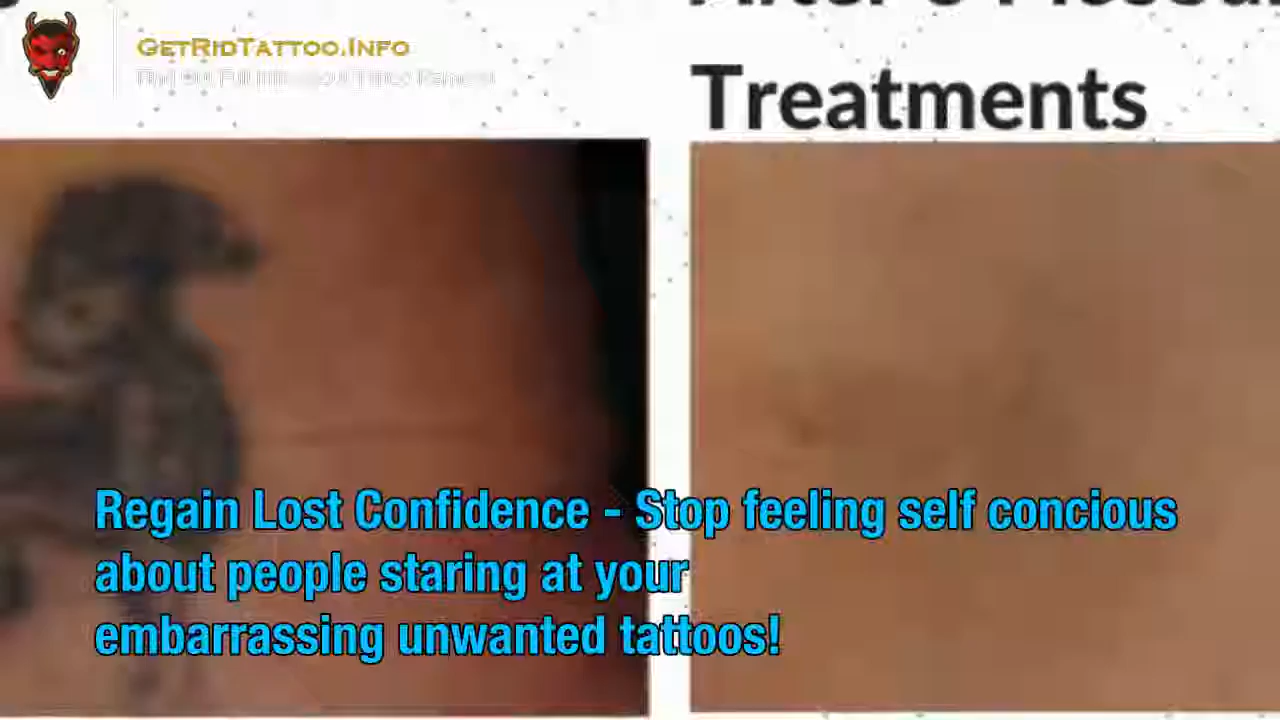 GetRidTattoo.Info
Treatments
Regain Lost Confidence - Stop feeling self concious
about people staring at your
embarrassing unwanted tattoos!